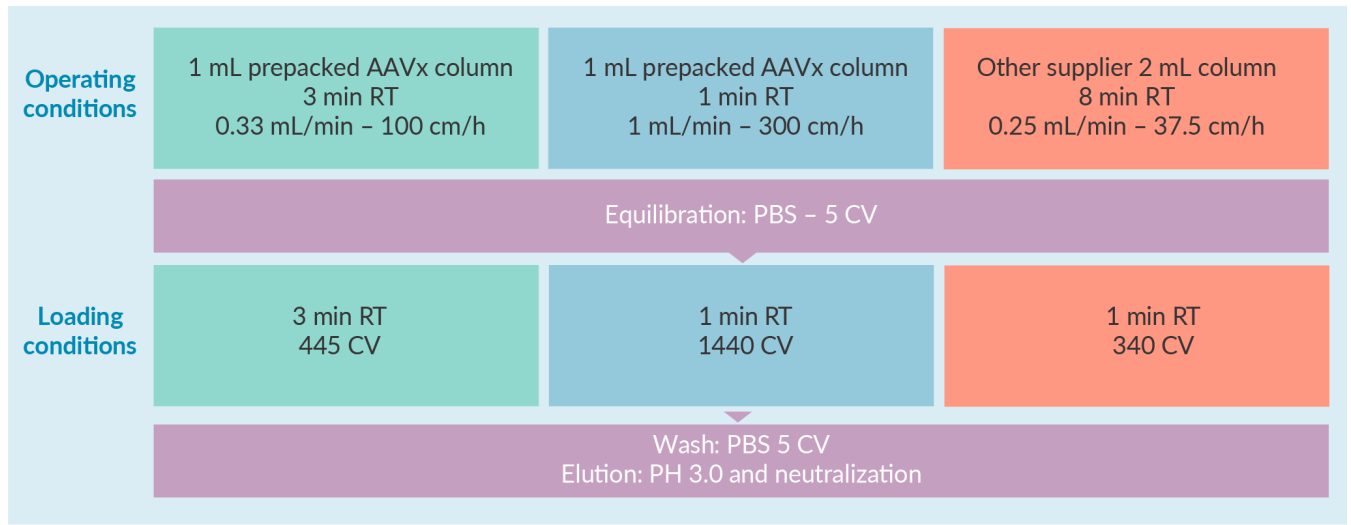 Operating
conditions
1 mL prepacked AAVx column
3 min RT
0.33 mL/min – 100 cm/h
1 mL prepacked AAVx column
1 min RT
1 mL/min – 300 cm/h
Other supplier 2 mL column
8 min RT
0.25 mL/min – 37.5 cm/h
Equilibration: PBS – 5 CV
Loading
conditions
3 min RT
445 CV
1 min RT
1440 CV
1 min RT
340 CV
Wash: PBS 5 CV
Elution: PH 3.0 and neutralization